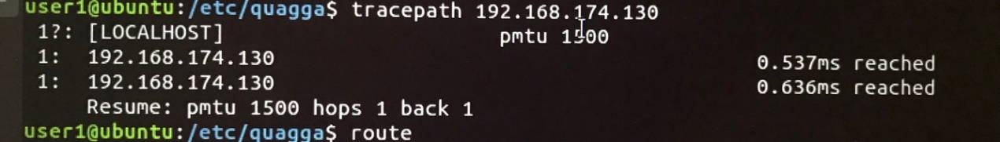 user1@ubuntu:/etc/quagga$ tracepath 192.168.174.130
1?: [LOCALHOST] pmtu 1500
1: 192.168.174.130 0.537ms reached
1: 192.168.174.130 0.636ms reached
Resume: pmtu 1500 hops 1 back 1
user1@ubuntu:/etc/quagga$ route